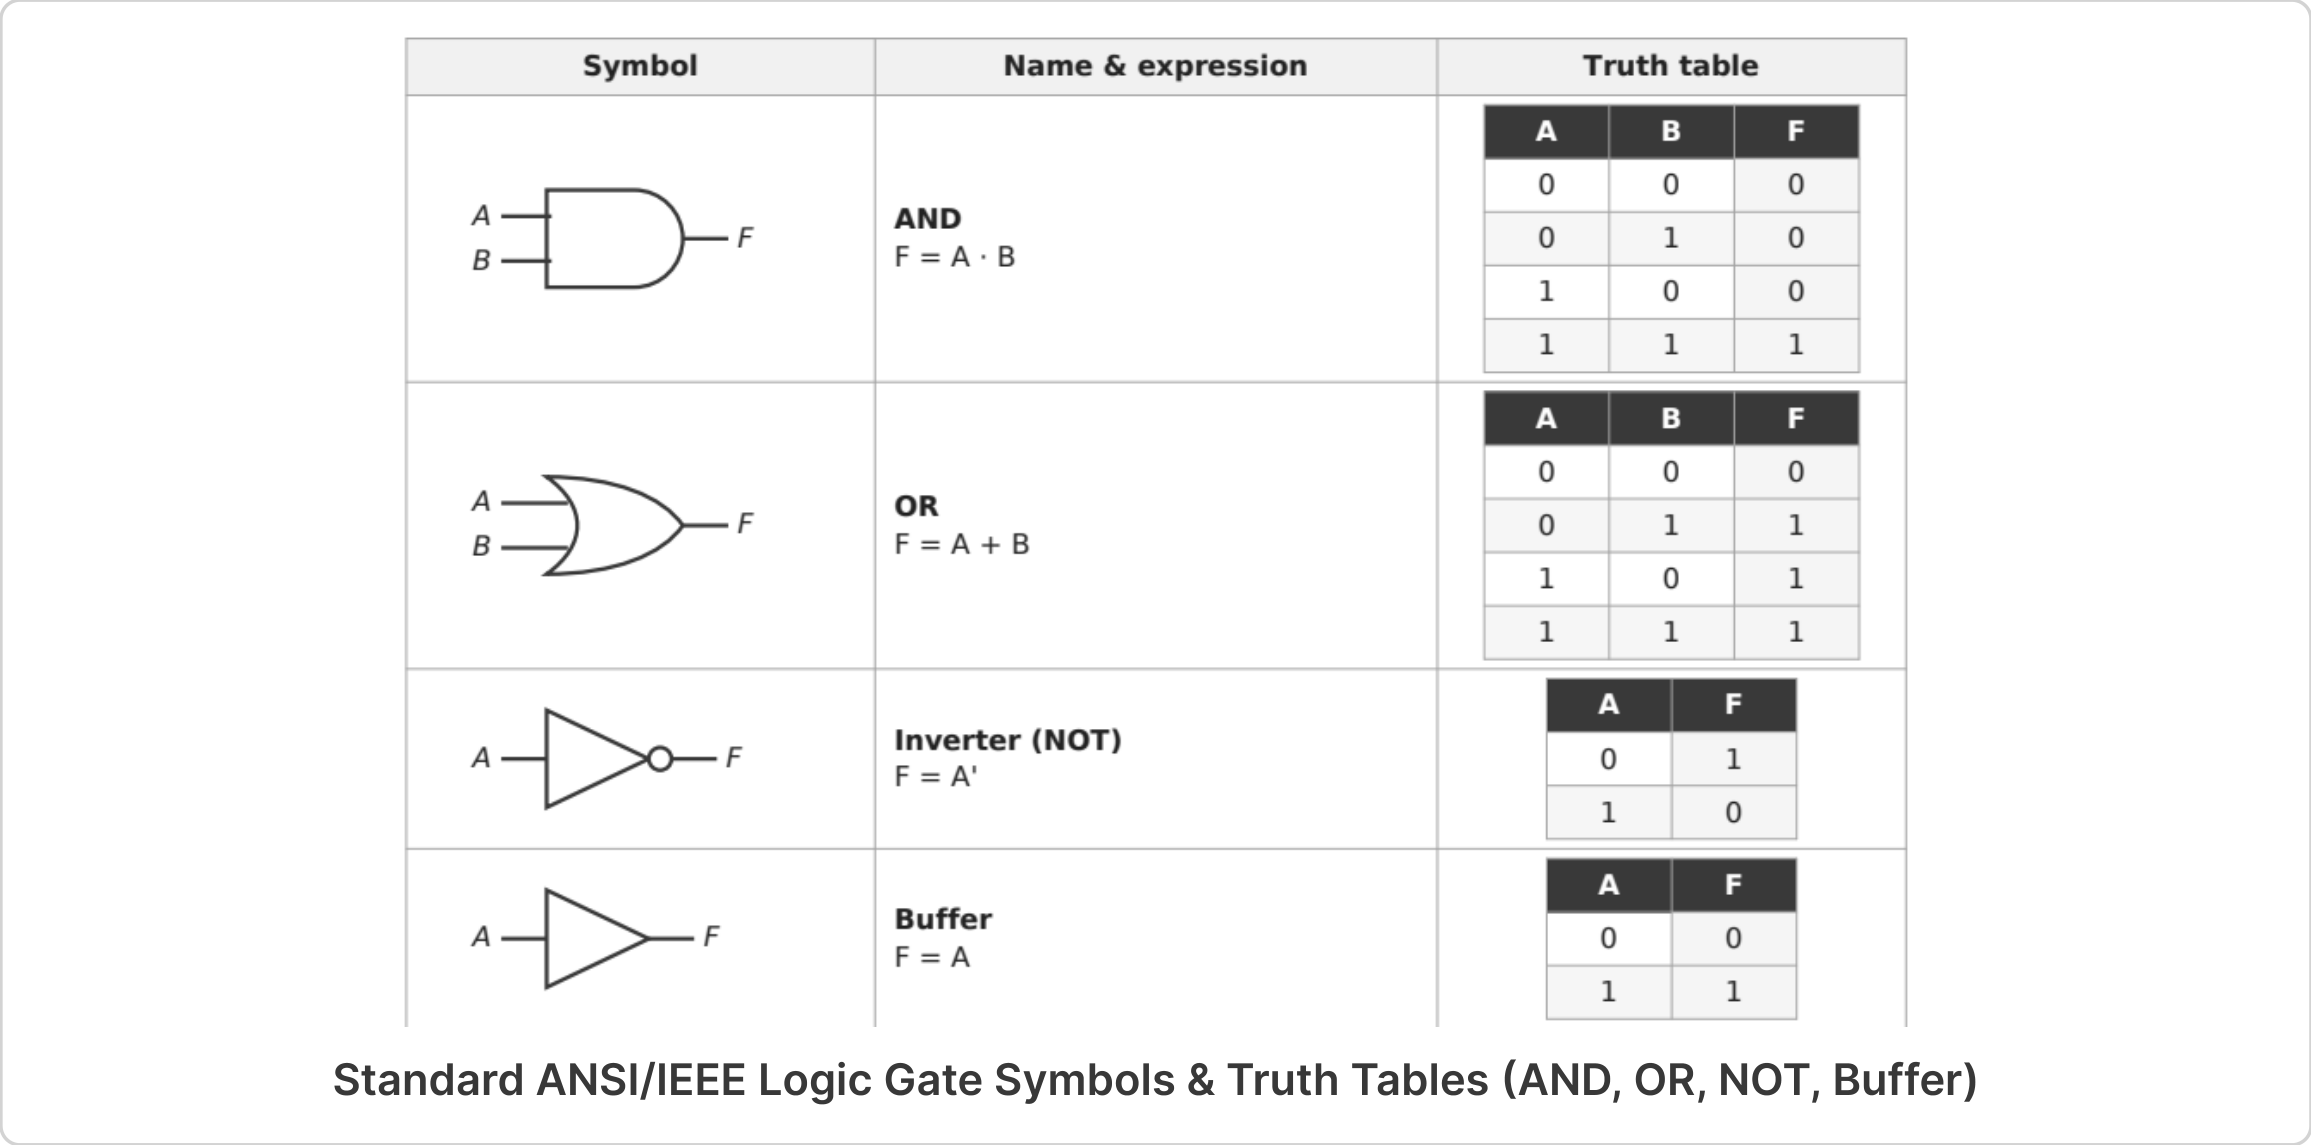 Symbol Name & expression Truth table
A B F
0 0 0
0 1 0
1 0 0
1 1 1
A
B
F
AND
F = A · B
A B F
0 0 0
0 1 1
1 0 1
1 1 1
A
B
F
OR
F = A + B
A F
0 1
1 0
A F
Inverter (NOT)
F = A'
A F
0 0
1 1
A F
Buffer
F = A
Standard ANSI/IEEE Logic Gate Symbols & Truth Tables (AND, OR, NOT, Buffer)